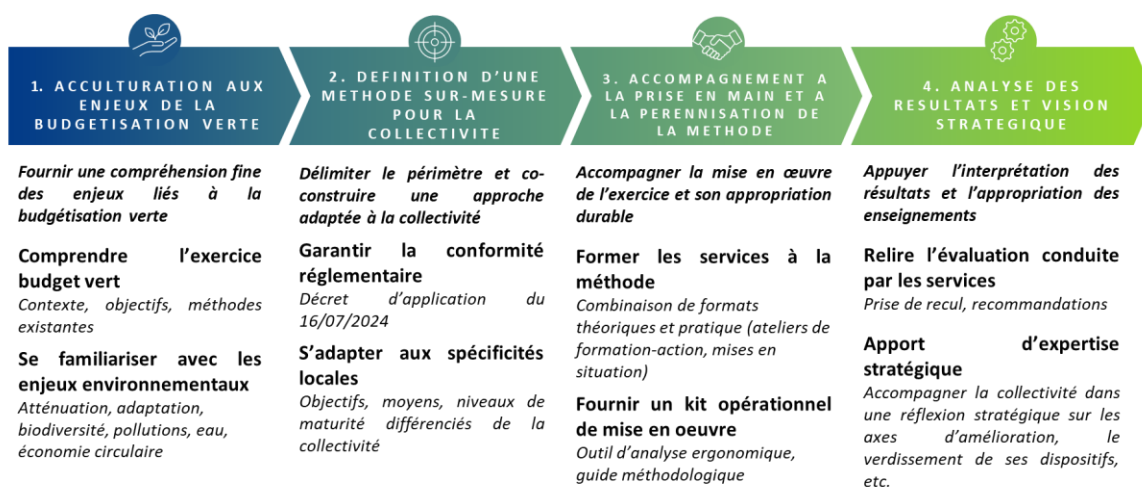 1. ACCULTURATION AUX
ENJEUX DE LA
BUDGETISATION VERTE
Fournir une compréhension fine
des enjeux liés à la
budgétisation verte
Comprendre l’exercice
budget vert
Contexte, objectifs, méthodes
existantes
Se familiariser avec les
enjeux environnementaux
Atténuation, adaptation,
biodiversité, pollutions, eau,
économie circulaire
2. DEFINITION D’UNE
METHODE SUR-MESURE
POUR LA
COLLECTIVITE
Délimiter le périmètre et co-
construire une approche
adaptée à la collectivité
Garantir la conformité
réglementaire
Décret d’application du
16/07/2024
S’adapter aux spécificités
locales
Objectifs, moyens, niveaux de
maturité différenciés de la
collectivité
3. ACCOMPAGNEMENT A
LA PRISE EN MAIN ET A
LA PERENNISATION DE
LA METHODE
Accompagner la mise en œuvre
de l’exercice et son appropriation
durable
Former les services à la
méthode
Combinaison de formats
théoriques et pratique (ateliers de
formation-action, mises en
situation)
Fournir un kit opérationnel
de mise en oeuvre
Outil d’analyse ergonomique,
guide méthodologique
4. ANALYSE DES
RESULTATS ET VISION
STRATEGIQUE
Appuyer l’interprétation des
résultats et l’appropriation des
enseignements
Relire l’évaluation conduite
par les services
Prise de recul, recommandations
Apport d’expertise
stratégique
Accompagner la collectivité dans
une réflexion stratégique sur les
axes d’amélioration, le
verdissement de ses dispositifs,
etc.